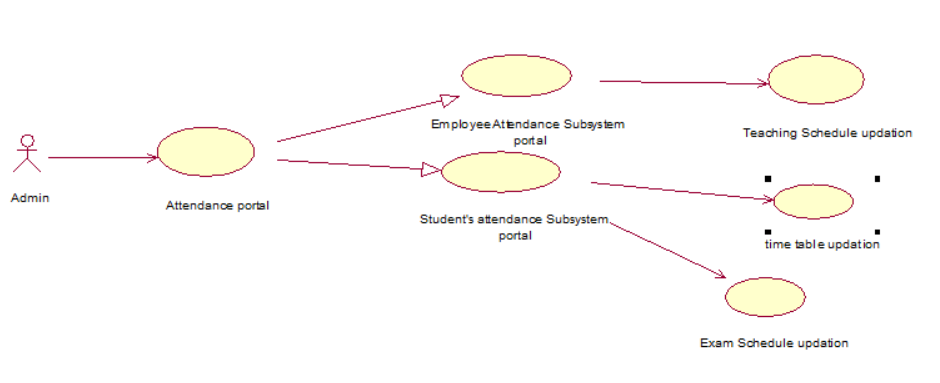 EmployeeAttendance Subsystem
portal
Teaching Schedule updation
Admin
Attendance portal
Student's attendance Subsystem
portal
time table updation
Exam Schedule updation